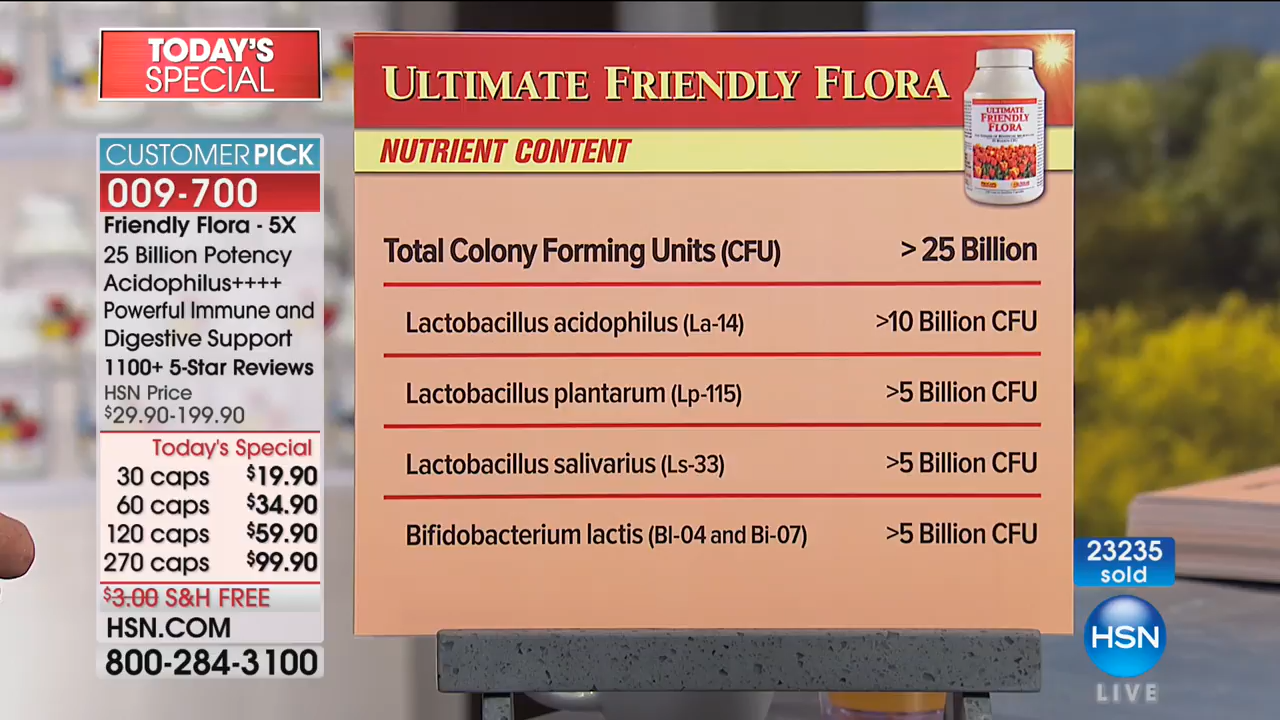 TODAY'S
SPECIAL
CUSTOMER PICK
009-700
Friendly Flora - 5X
25 Billion Potency
Acidophilus++++
Powerful Immune and
Digestive Support
1100+ 5-Star Reviews
HSN Price
$29.90-199.90
Today's Special
30 caps $19.90
60 caps $34.90
120 caps $59.90
270 caps $99.90
$3.00 S&H FREE
HSN.COM
800-284-3100
ULTIMATE FRIENDLY FLORA
NUTRIENT CONTENT
ULTIMATE
FRIENDLY
FLORA
Total Colony Forming Units (CFU) > 25 Billion
Lactobacillus acidophilus (La-14) >10 Billion CFU
Lactobacillus plantarum (Lp-115) >5 Billion CFU
Lactobacillus salivarius (Ls-33) >5 Billion CFU
Bifidobacterium lactis (Bl-04 and Bi-07) >5 Billion CFU
23235
sold
HSN
LIVE